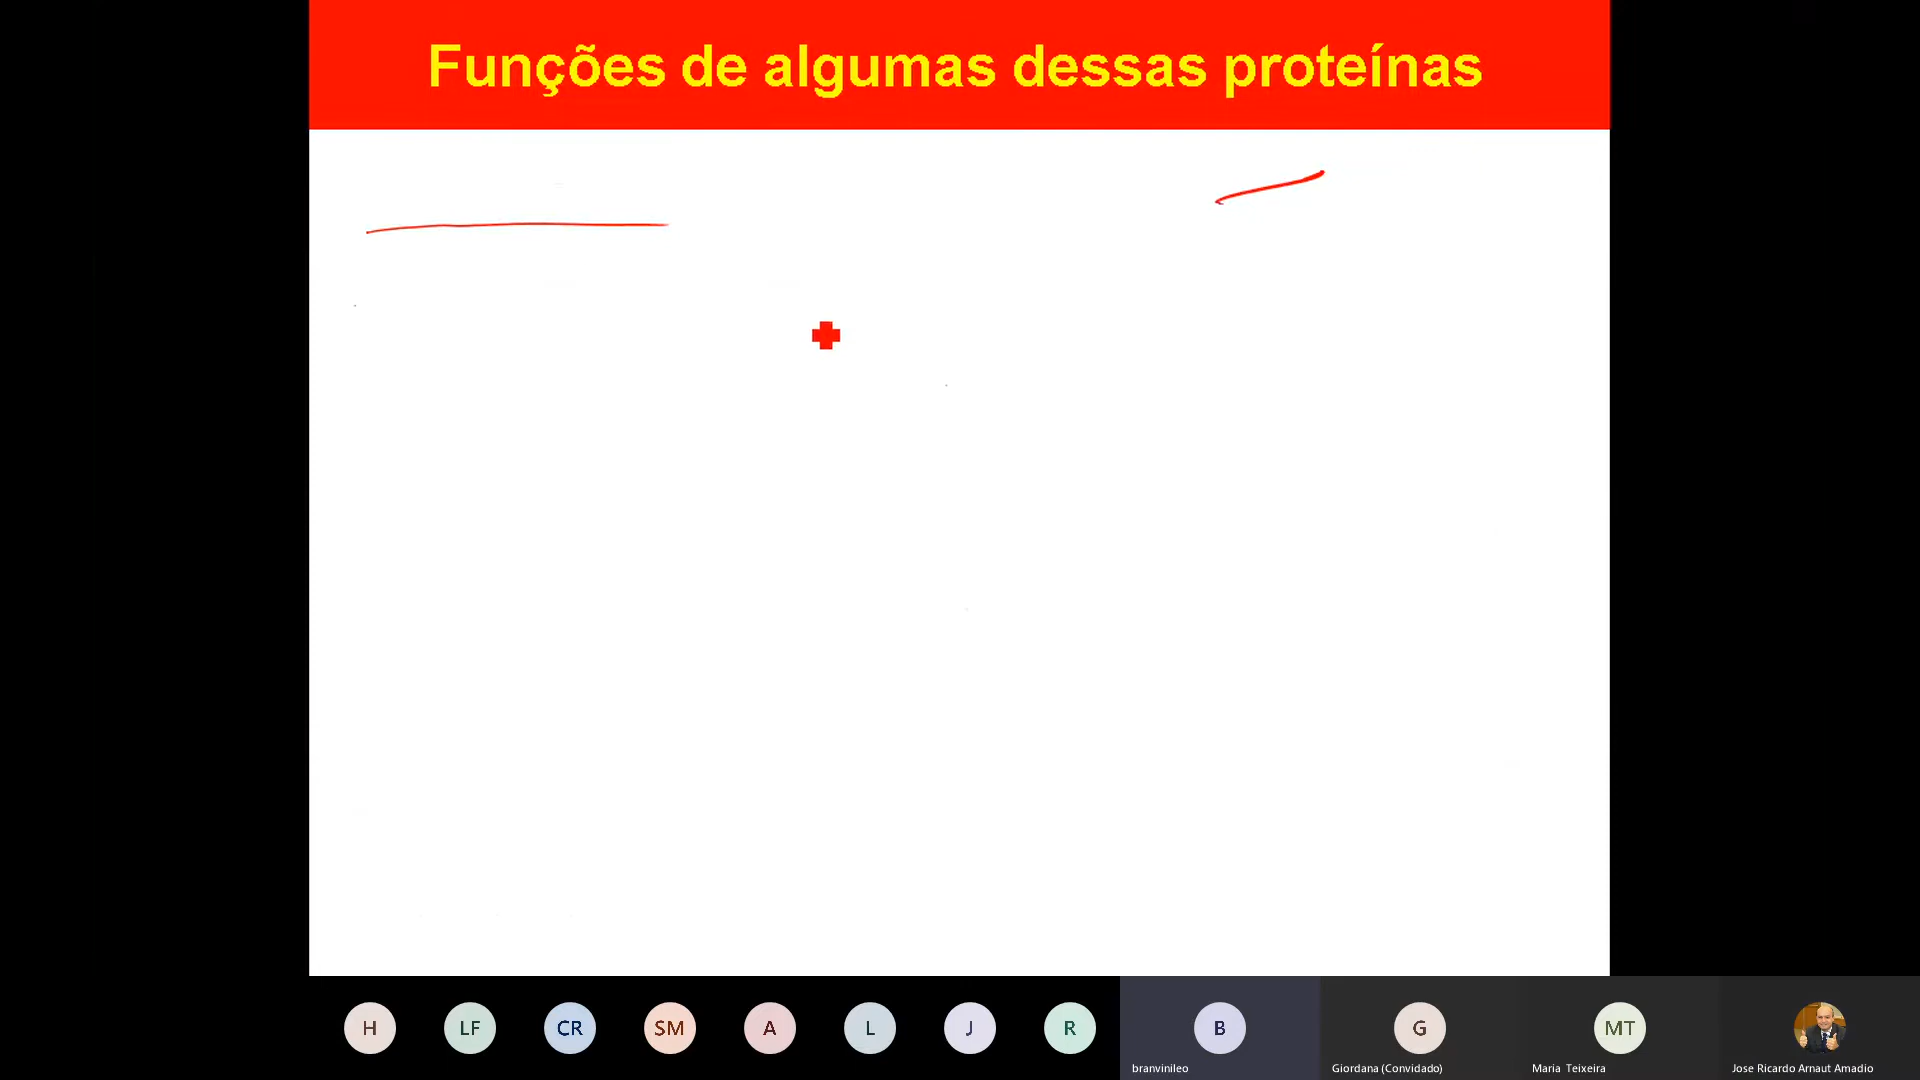 Funções de algumas dessas proteínas
H
LF
CR
SM
A
L
J
R
B
G
MT
branvinileo
Giordana (Convidado)
Maria Teixeira
Jose Ricardo Arnaut Amadio